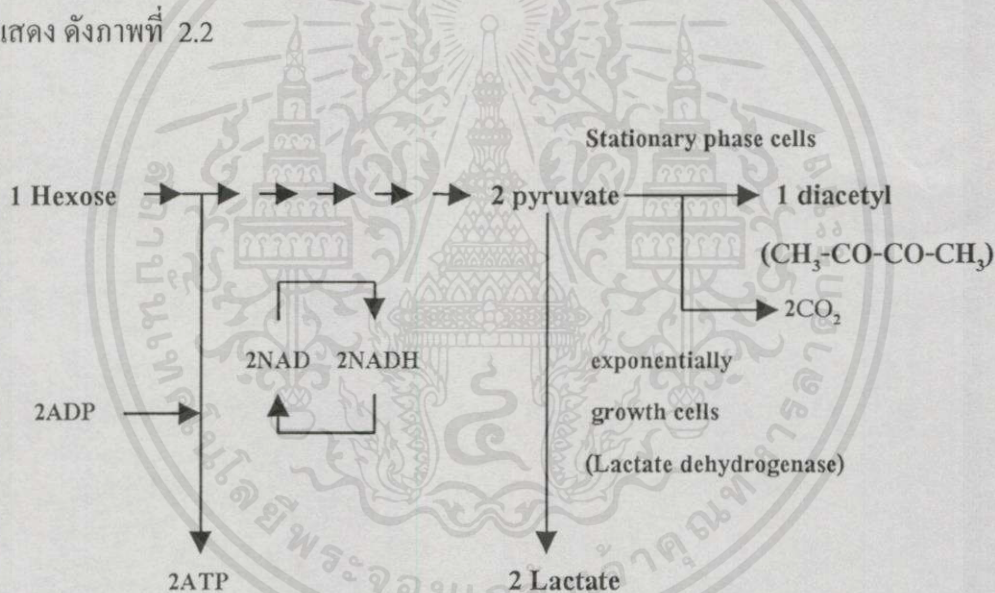 แสดง ดังภาพที่ 2.2
Stationary phase cells
1 Hexose 2 pyruvate 1 diacetyl
(CH₃-CO-CO-CH₃)
2CO₂
2NAD 2NADH exponentially
2ADP growth cells
(Lactate dehydrogenase)
2ATP 2 Lactate